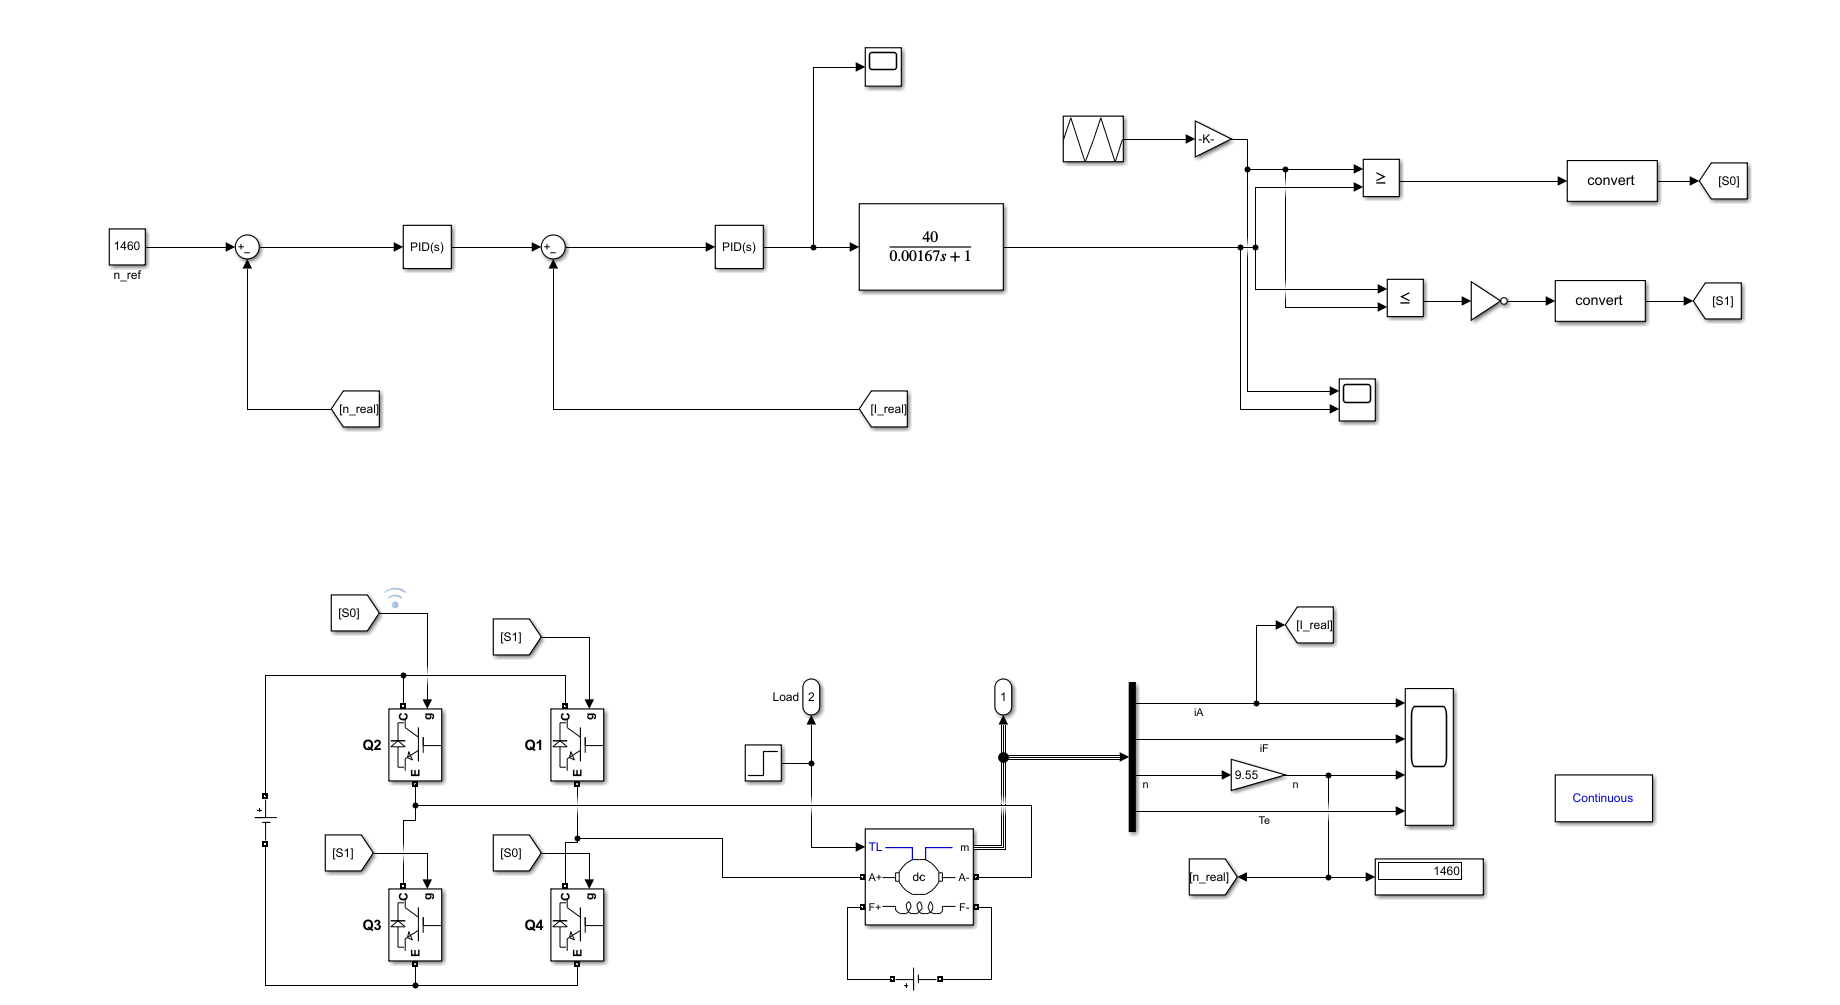 -K-
≥
convert
[S0]
1460
n_ref
+
−
PID(s)
+
−
PID(s)
40
0.00167s + 1
≤
convert
[S1]
[n_real]
[I_real]
[S0]
[S1]
[I_real]
C
g
Q2
E
C
g
Q1
E
Load
2
1
iA
iF
n
9.55
n
Te
Continuous
+
[S1]
[S0]
TL
m
A+
dc
A-
F+
F-
[n_real]
1460
C
g
Q3
E
C
g
Q4
E
+